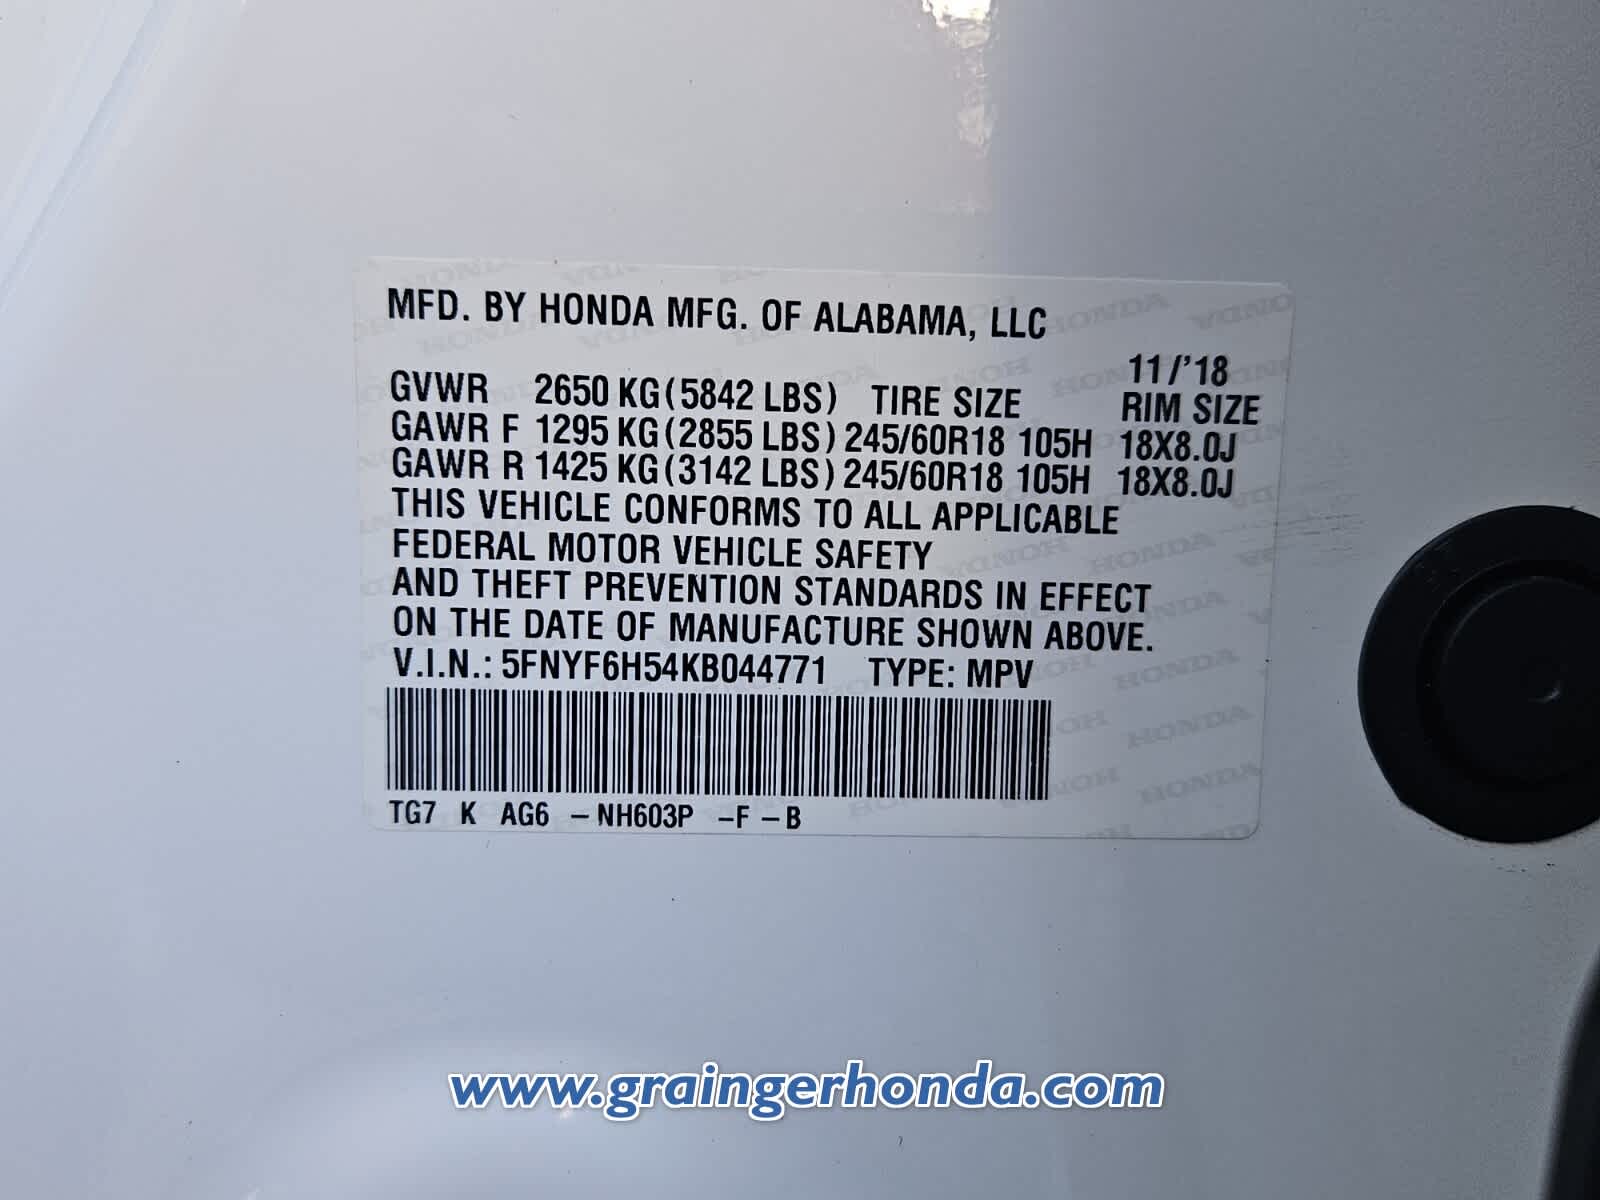 MFD. BY HONDA MFG. OF ALABAMA, LLC
11/'18
GVWR 2650 KG (5842 LBS) TIRE SIZE RIM SIZE
GAWR F 1295 KG (2855 LBS) 245/60R18 105H 18X8.0J
GAWR R 1425 KG (3142 LBS) 245/60R18 105H 18X8.0J
THIS VEHICLE CONFORMS TO ALL APPLICABLE
FEDERAL MOTOR VEHICLE SAFETY
AND THEFT PREVENTION STANDARDS IN EFFECT
ON THE DATE OF MANUFACTURE SHOWN ABOVE.
V.I.N.: 5FNYF6H54KB044771 TYPE: MPV
TG7 K AG6 -NH603P -F -B
www.graingerhonda.com